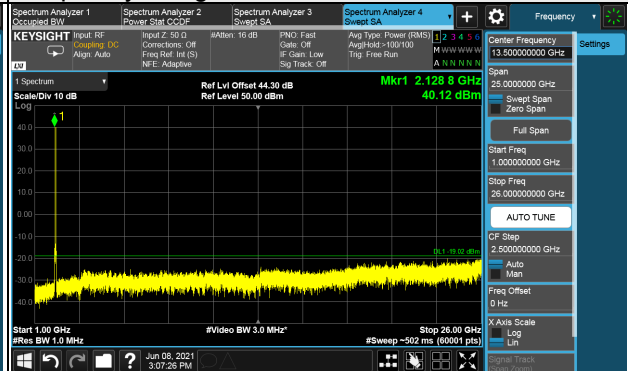 Spectrum Analyzer 1
Occupied BW
Spectrum Analyzer 2
Power Stat CCDF
Spectrum Analyzer 3
Swept SA
Spectrum Analyzer 4
Swept SA
Frequency
KEYSIGHT
Input: RF
Coupling: DC
Align: Auto
Input Z: 50 Ω
Corrections: Off
Freq Ref: Int (S)
NFE: Adaptive
#Atten: 16 dB
PNO: Fast
Gate: Off
IF Gain: Low
Sig Track: Off
Avg Type: Power (RMS)
Avg|Hold:>100/100
Trig: Free Run
1 2 3 4 5 6
M W W W W W
A N N N N N
LXI
1 Spectrum
Scale/Div 10 dB
Log
Ref Lvl Offset 44.30 dB
Ref Level 50.00 dBm
Mkr1 2.128 8 GHz
40.12 dBm
1
40.0
30.0
20.0
10.0
0.00
-10.0
-20.0
-30.0
-40.0
DL1 -19.02 dBm
Start 1.00 GHz
#Res BW 1.0 MHz
#Video BW 3.0 MHz*
Stop 26.00 GHz
#Sweep ~502 ms (60001 pts)
Jun 08, 2021
3:07:26 PM
Center Frequency
13.500000000 GHz
Settings
Span
25.0000000 GHz
Swept Span
Zero Span
Full Span
Start Freq
1.000000000 GHz
Stop Freq
26.000000000 GHz
AUTO TUNE
CF Step
2.500000000 GHz
Auto
Man
Freq Offset
0 Hz
X Axis Scale
Log
Lin
Signal Track
(Span Zoom)